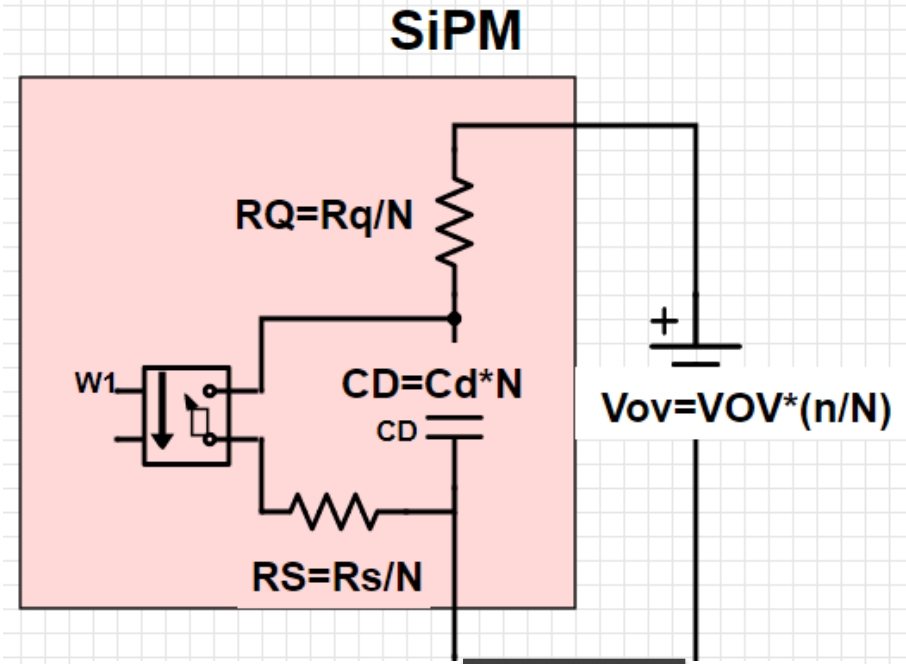 SiPM
RQ=Rq/N
+
W1
CD=Cd*N
CD
Vov=VOV*(n/N)
RS=Rs/N